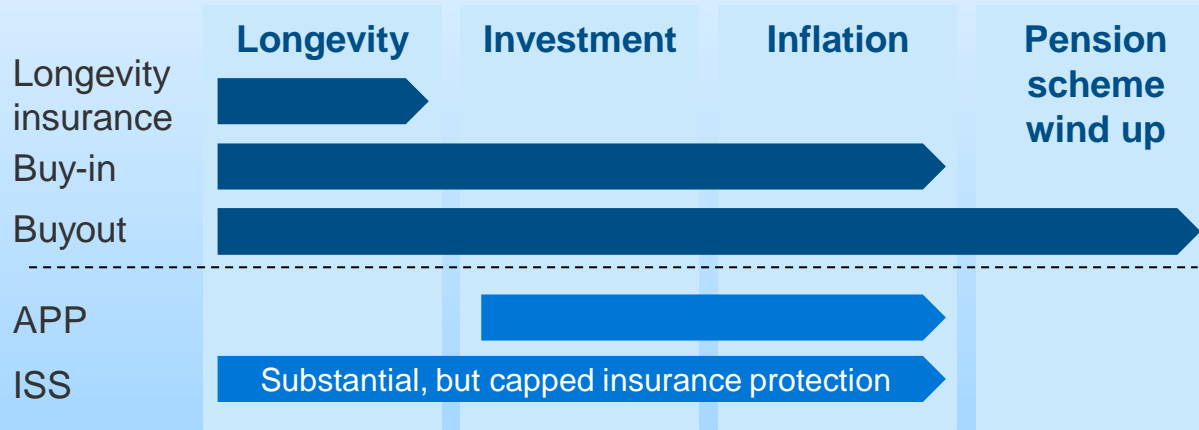 Longevity
Investment
Inflation
Pension
scheme
wind up
Longevity
insurance
Buy-in
Buyout
APP
ISS
Substantial, but capped insurance protection